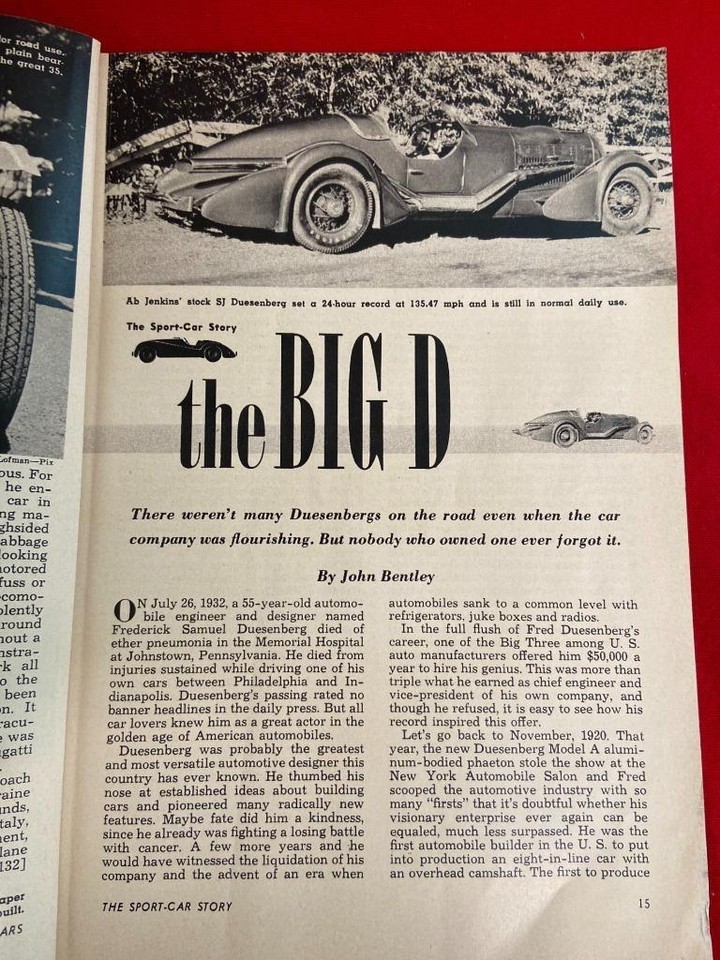 for road use.
plain bear-
the great 35.
Lofman—Pix
ous. For
he en-
car in
ng ma-
ghsided
abbage
looking
notored
fuss or
ecomo-
olently
round
hout a
nstra-
rk all
to the
been
on. It
racu-
e was
ugatti
oach
raine
unds,
taly,
nent,
lane
132]
aper
built.
ARS
Ab Jenkins' stock SJ Duesenberg set a 24-hour record at 135.47 mph and is still in normal daily use.
The Sport-Car Story
the BIG D
There weren't many Duesenbergs on the road even when the car
company was flourishing. But nobody who owned one ever forgot it.
By John Bentley
ON July 26, 1932, a 55-year-old automo-
bile engineer and designer named
Frederick Samuel Duesenberg died of
ether pneumonia in the Memorial Hospital
at Johnstown, Pennsylvania. He died from
injuries sustained while driving one of his
own cars between Philadelphia and In-
dianapolis. Duesenberg's passing rated no
banner headlines in the daily press. But all
car lovers knew him as a great actor in the
golden age of American automobiles.
Duesenberg was probably the greatest
and most versatile automotive designer this
country has ever known. He thumbed his
nose at established ideas about building
cars and pioneered many radically new
features. Maybe fate did him a kindness,
since he already was fighting a losing battle
with cancer. A few more years and he
would have witnessed the liquidation of his
company and the advent of an era when
automobiles sank to a common level with
refrigerators, juke boxes and radios.
In the full flush of Fred Duesenberg's
career, one of the Big Three among U. S.
auto manufacturers offered him $50,000 a
year to hire his genius. This was more than
triple what he earned as chief engineer and
vice-president of his own company, and
though he refused, it is easy to see how his
record inspired this offer.
Let's go back to November, 1920. That
year, the new Duesenberg Model A alumi-
num-bodied phaeton stole the show at the
New York Automobile Salon and Fred
scooped the automotive industry with so
many "firsts" that it's doubtful whether his
visionary enterprise ever again can be
equaled, much less surpassed. He was the
first automobile builder in the U. S. to put
into production an eight-in-line car with
an overhead camshaft. The first to produce
THE SPORT-CAR STORY
15